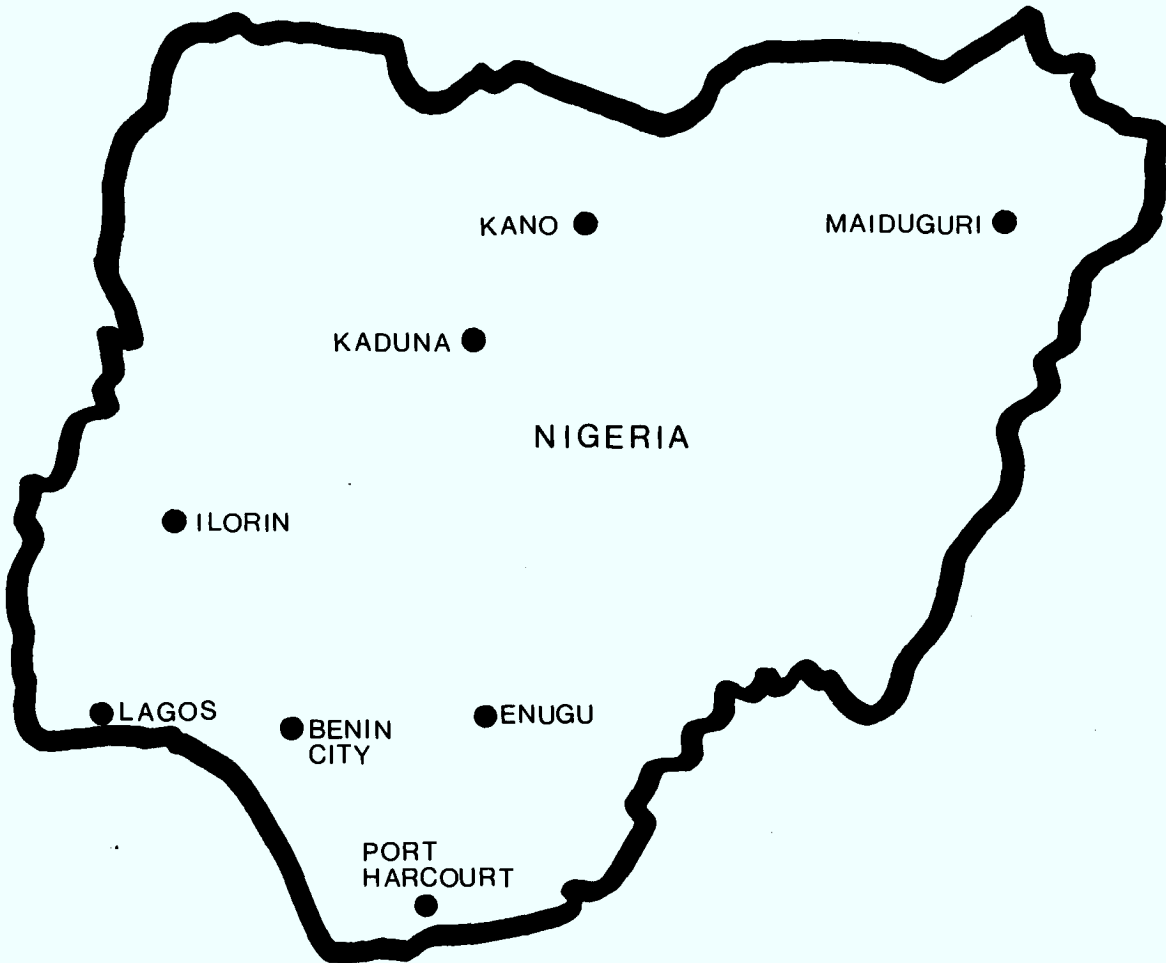 KANO
MAIDUGURI
KADUNA
NIGERIA
ILORIN
LAGOS
BENIN
CITY
ENUGU
PORT
HARCOURT